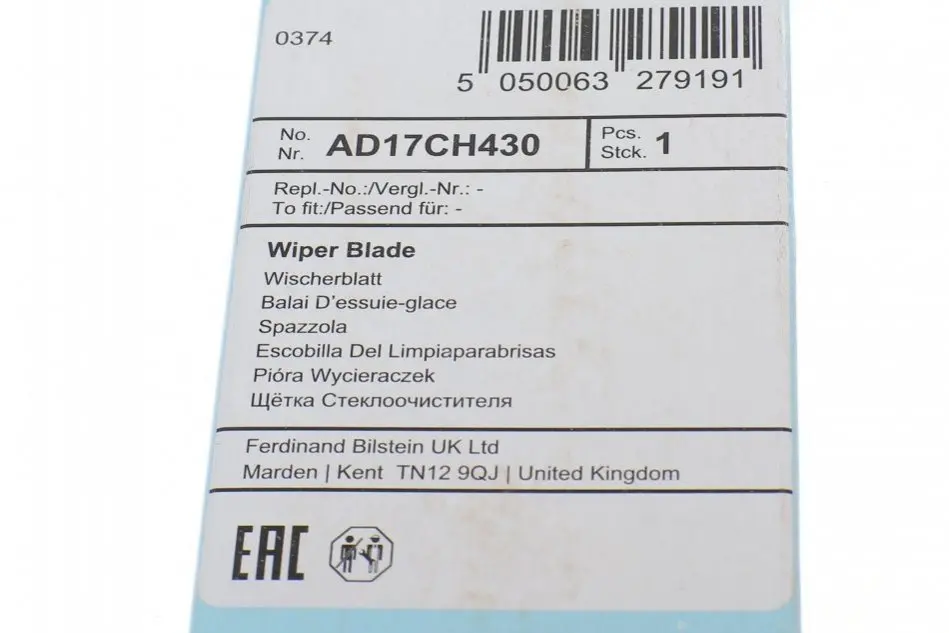 0374
5 050063 279191
No.
Nr. AD17CH430
Pcs.
Stck. 1
Repl.-No.:/Vergl.-Nr.: -
To fit:/Passend für: -
Wiper Blade
Wischerblatt
Balai D'essuie-glace
Spazzola
Escobilla Del Limpiaparabrisas
Pióra Wycieraczek
Щётка Стеклоочистителя
Ferdinand Bilstein UK Ltd
Marden | Kent TN12 9QJ | United Kingdom
EAC